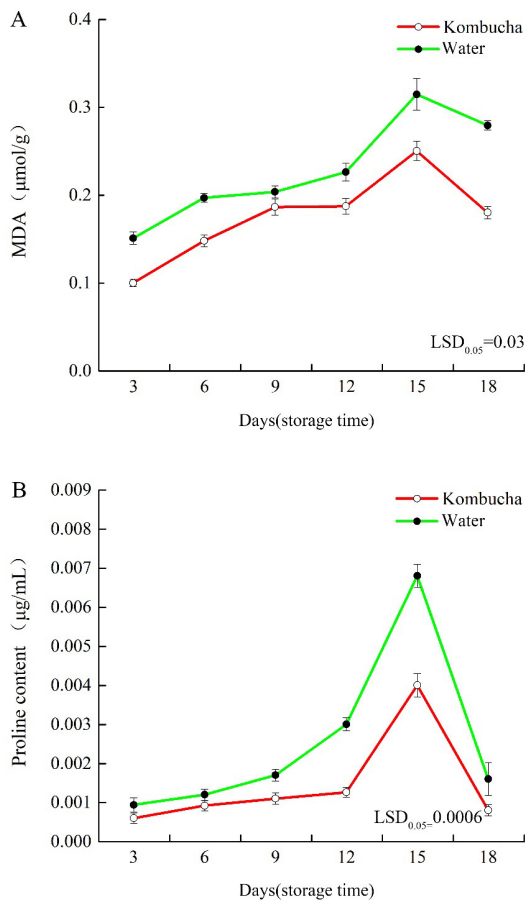 A
0.4
Kombucha
Water
0.3
MDA（μmol/g）
0.2
0.1
LSD0.05=0.03
0.0
3 6 9 12 15 18
Days(storage time)
B
0.009
Kombucha
0.008
Water
0.007
0.006
Proline content（μg/mL）
0.005
0.004
0.003
0.002
0.001
LSD0.05=0.0006
0.000
3 6 9 12 15 18
Days(storage time)